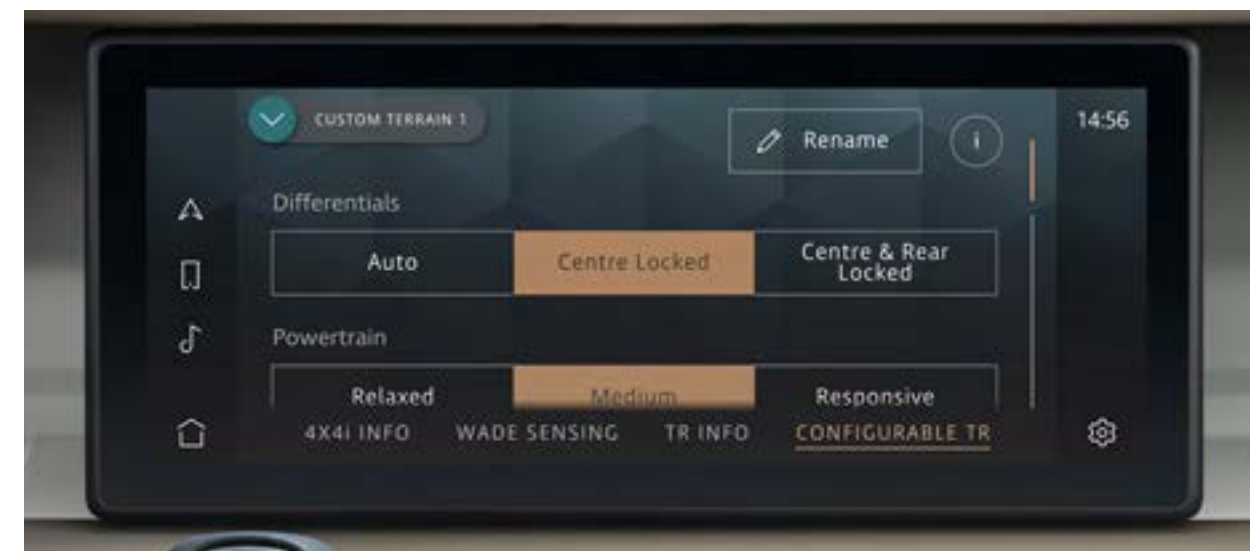 CUSTOM TERRAIN 1
Rename
i
14:56
Differentials
Auto
Centre Locked
Centre & Rear
Locked
Powertrain
Relaxed
Medium
Responsive
4X4i INFO
WADE SENSING
TR INFO
CONFIGURABLE TR